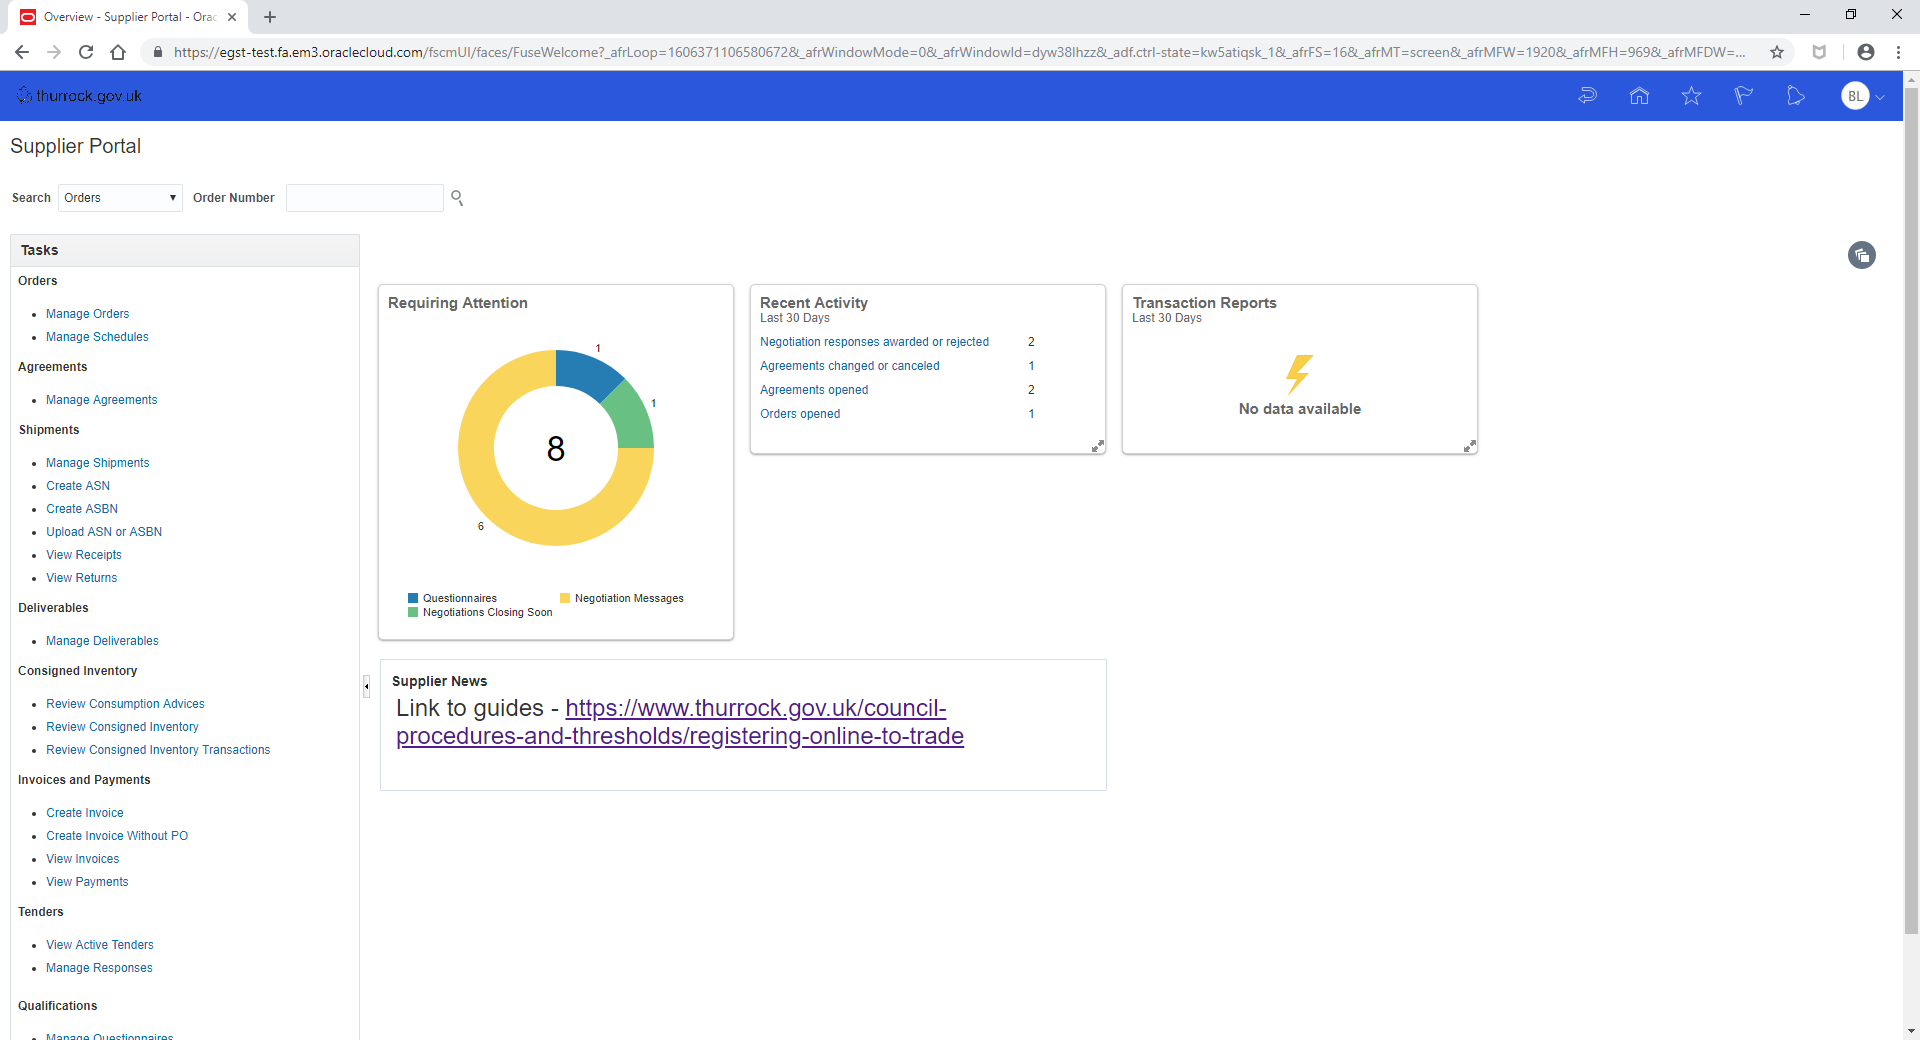 Overview - Supplier Portal - Orac
https://egst-test.fa.em3.oraclecloud.com/fscmUI/faces/FuseWelcome?_afrLoop=1606371106580672&_afrWindowMode=0&_afrWindowId=dyw38lhzz&_adf.ctrl-state=kw5atiqsk_1&_afrFS=16&_afrMT=screen&_afrMFW=1920&_afrMFH=969&_afrMFDW=...
thurrock.gov.uk
BL
Supplier Portal
Search Orders Order Number
Tasks
Orders
Manage Orders
Manage Schedules
Agreements
Manage Agreements
Shipments
Manage Shipments
Create ASN
Create ASBN
Upload ASN or ASBN
View Receipts
View Returns
Deliverables
Manage Deliverables
Consigned Inventory
Review Consumption Advices
Review Consigned Inventory
Review Consigned Inventory Transactions
Invoices and Payments
Create Invoice
Create Invoice Without PO
View Invoices
View Payments
Tenders
View Active Tenders
Manage Responses
Qualifications
Manage Questionnaires
Requiring Attention
1
1
8
6
Questionnaires
Negotiation Messages
Negotiations Closing Soon
Recent Activity
Last 30 Days
Negotiation responses awarded or rejected 2
Agreements changed or canceled 1
Agreements opened 2
Orders opened 1
Transaction Reports
Last 30 Days
No data available
Supplier News
Link to guides - https://www.thurrock.gov.uk/council-
procedures-and-thresholds/registering-online-to-trade